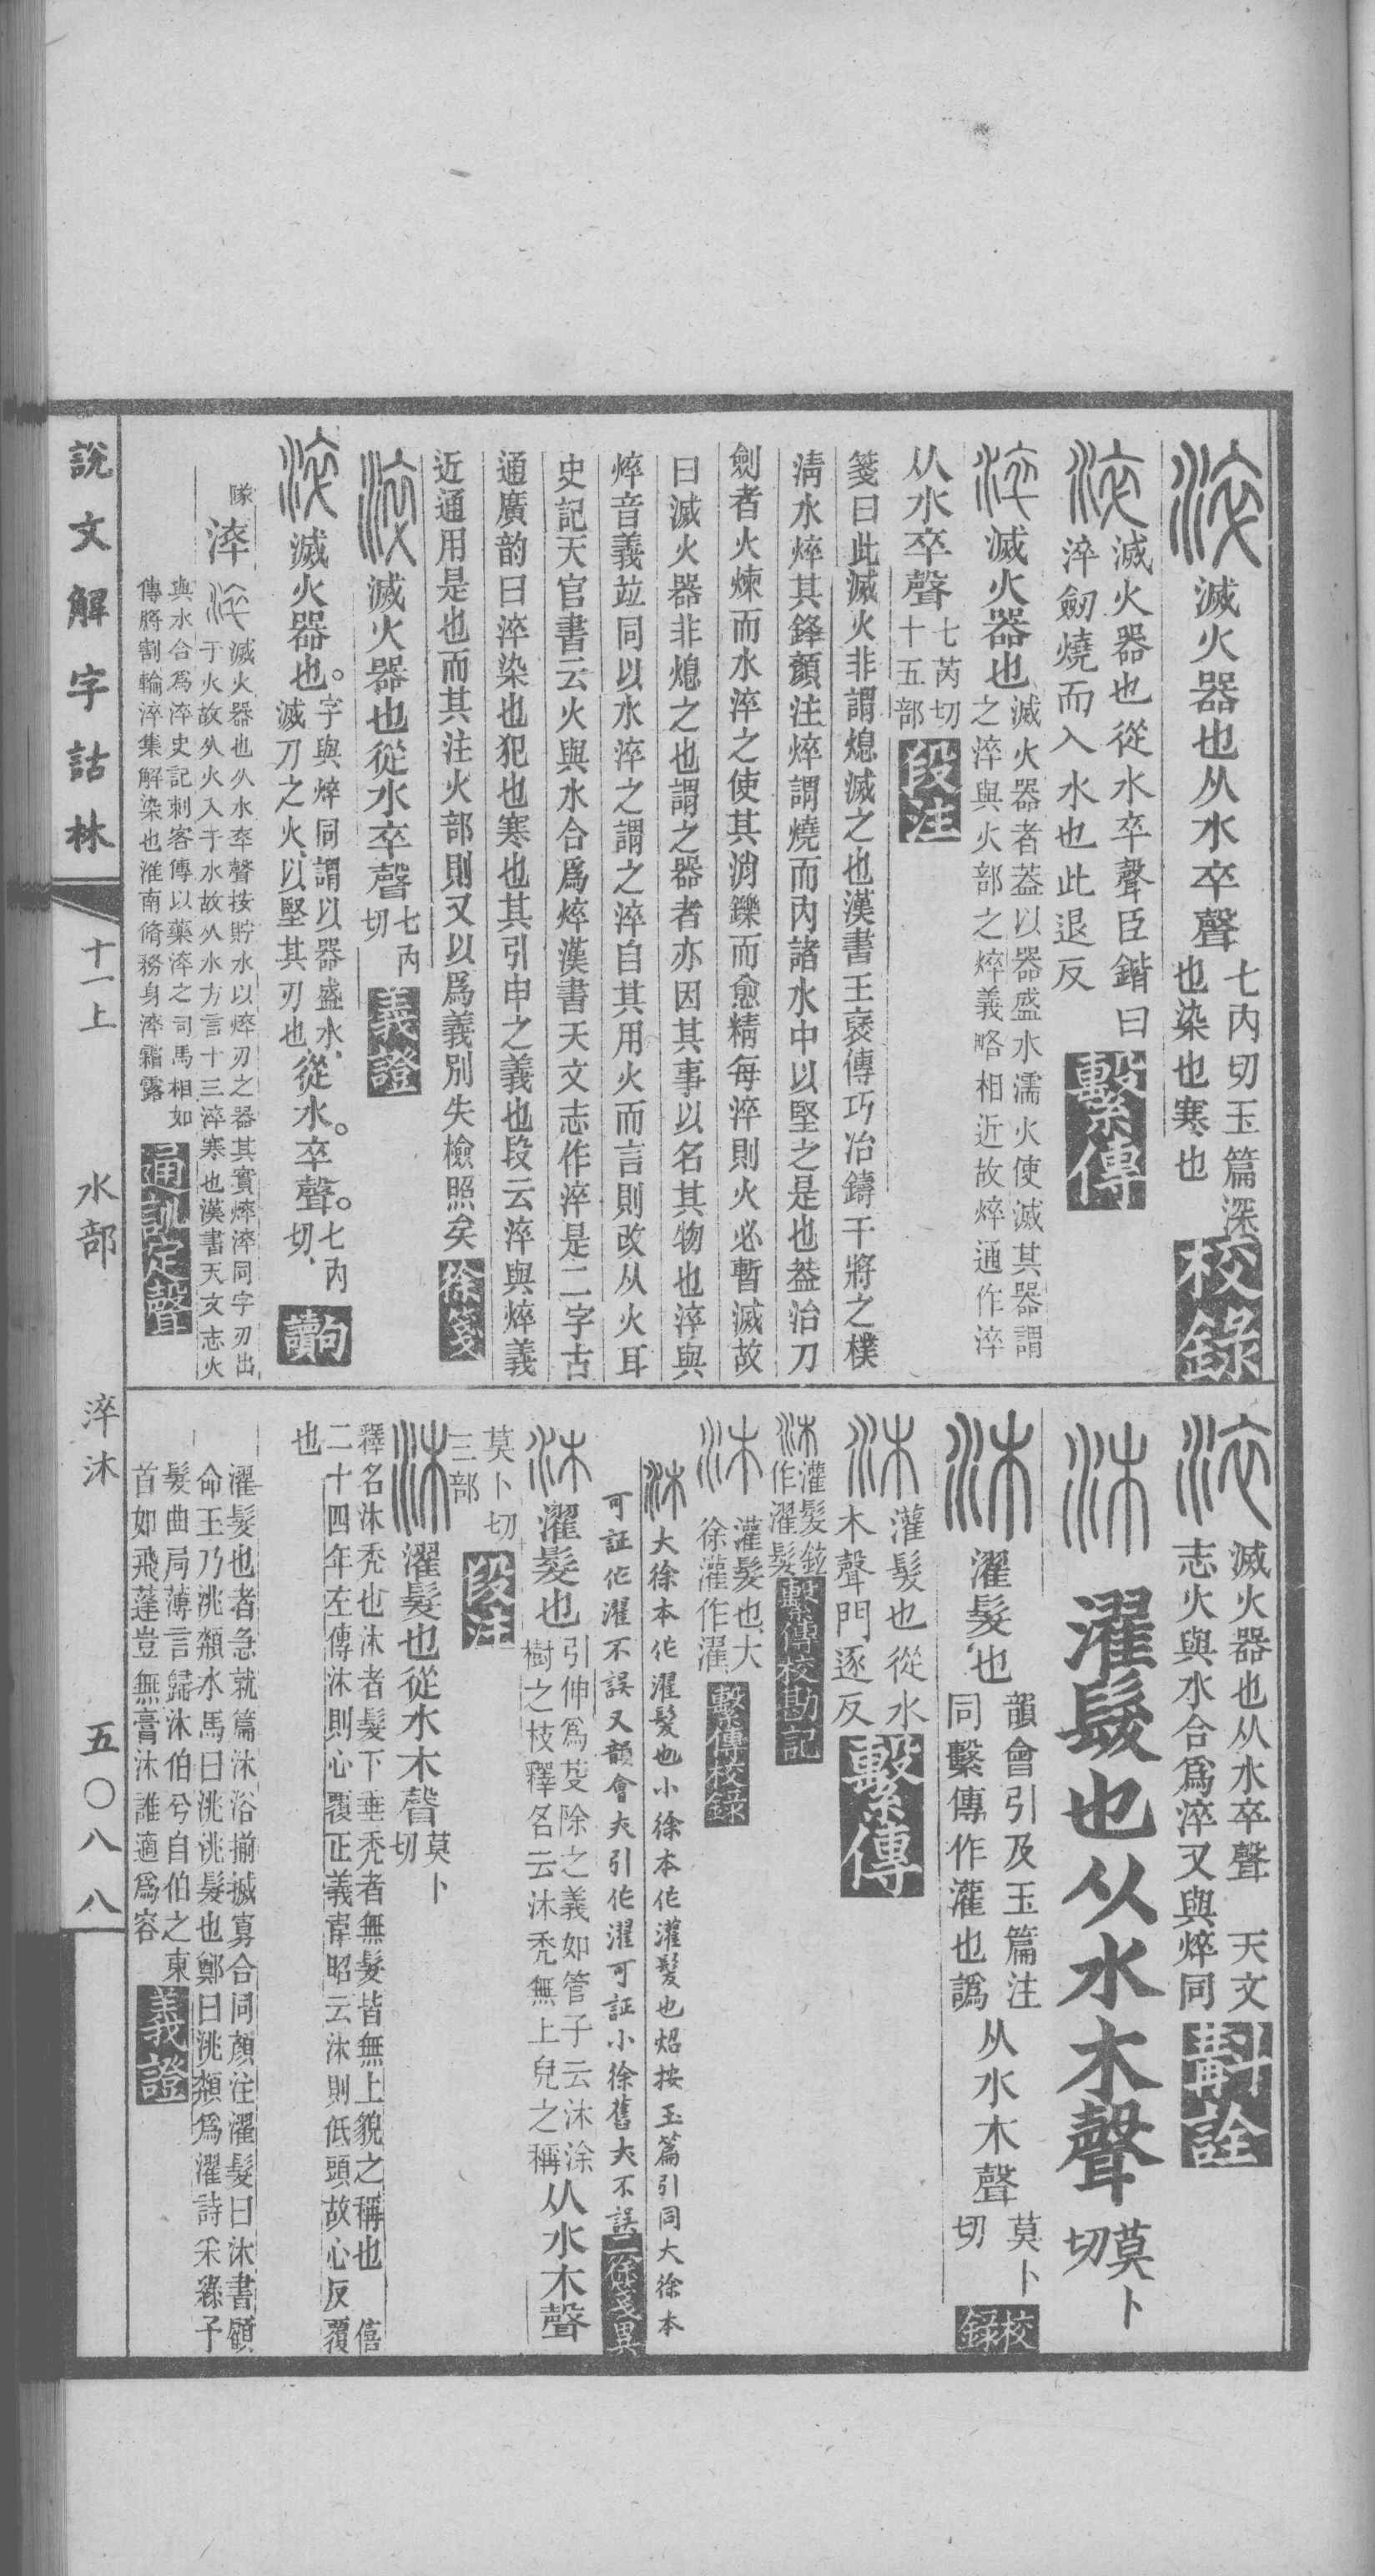 滅火器也从水卒聲七內切玉篇深
也染也寒也校錄
滅火器也從水卒聲臣鍇曰
淬劒燒而入水也此退反繫傳
滅火器也滅火器者葢以器盛水濡火使滅其器謂
之淬與火部之焠義略相近故焠通作淬
从水卒聲七芮切
十五部段注
箋曰此滅火非謂熄滅之也漢書王褒傳巧冶鑄干將之樸
淸水焠其鋒顏注焠謂燒而內諸水中以堅之是也葢治刀
劍者火煉而水淬之使其消鑠而愈精每淬則火必暫滅故
曰滅火器非熄之也謂之器者亦因其事以名其物也淬與
焠音義竝同以水淬之謂之淬自其用火而言則改从火耳
史記天官書云火與水合爲焠漢書天文志作淬是二字古
通廣韵曰淬染也犯也寒也其引申之義也段云淬與焠義
近通用是也而其注火部則又以爲義別失檢照矣徐箋
滅火器也從水卒聲七內
切義證
滅火器也。字與焠同謂以器盛水、
滅刀之火、以堅其刃也從水。卒聲。七內
切、句讀
隊
淬滅火器也从水卒聲按貯水以焠刃之器其實焠淬同字刃出
于火故从火入于水故从水方言十三淬寒也漢書天文志火
與水合爲淬史記刺客傳以藥淬之司馬相如
傳將割輪淬集解染也淮南脩務身淬霜露通訓定聲
滅火器也从水卒聲　天文
志火與水合爲淬又與焠同斠詮
濯髮也从水木聲莫卜
切
濯髮也韻會引及玉篇注
同繫傳作灌也譌从水木聲莫卜
切校錄
灌髮也從水
木聲門逐反繫傳
沐灌髮鉉
作濯髮繫傳校勘記
灌髮也大
徐灌作濯繫傳校錄
沐大徐本作濯髮也小徐本作灌髮也炤按玉篇引同大徐本
可証作濯不誤又韻會夾引作濯可証小徐舊夾不誤二徐箋異
濯髮也引伸爲芟除之義如管子云沐涂
樹之枝釋名云沐禿無上皃之稱从水木聲
莫卜切
三部段注
濯髮也從水木聲莫卜
切
釋名沐禿也沐者髮下垂禿者無髮皆無上貌之稱也　僖
二十四年左傳沐則心覆正義韋昭云沐則低頭故心反覆
也
濯髮也者急就篇沐浴揃搣寡合同顏注濯髮曰沐書顧
命王乃洮頮水馬曰洮洮髮也鄭曰洮頮爲濯詩采綠予
髮曲局薄言歸沐伯兮自伯之東
首如飛蓬豈無膏沐誰適爲容義證
說文解字詁林
十一上
水部
淬沐
五〇八八